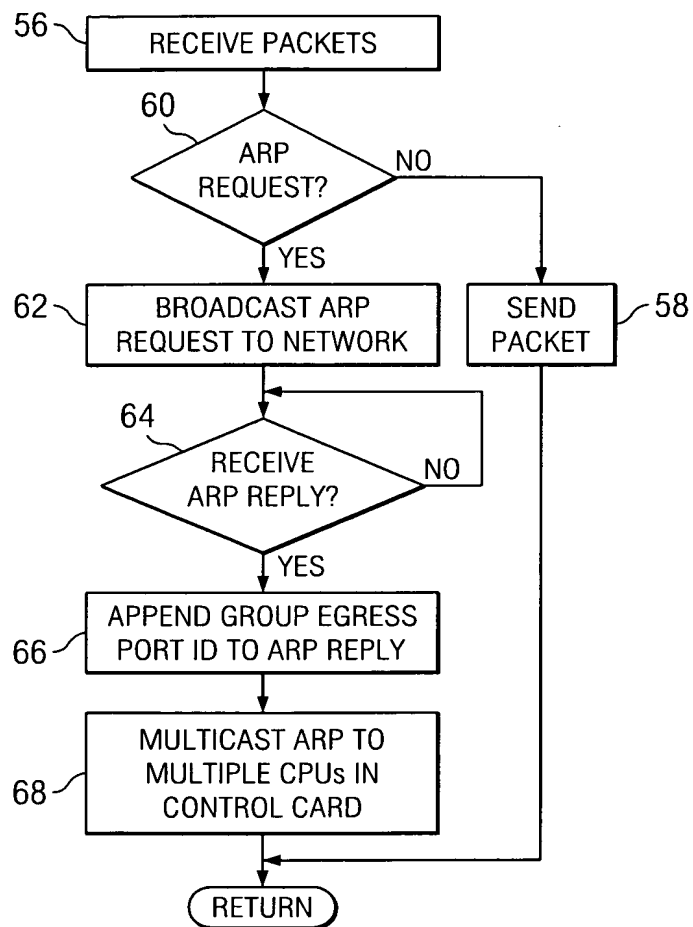 56
RECEIVE PACKETS
60
ARP
REQUEST?
NO
YES
62
BROADCAST ARP
REQUEST TO NETWORK
SEND
PACKET
58
64
RECEIVE
ARP REPLY?
NO
YES
66
APPEND GROUP EGRESS
PORT ID TO ARP REPLY
68
MULTICAST ARP TO
MULTIPLE CPUs IN
CONTROL CARD
RETURN